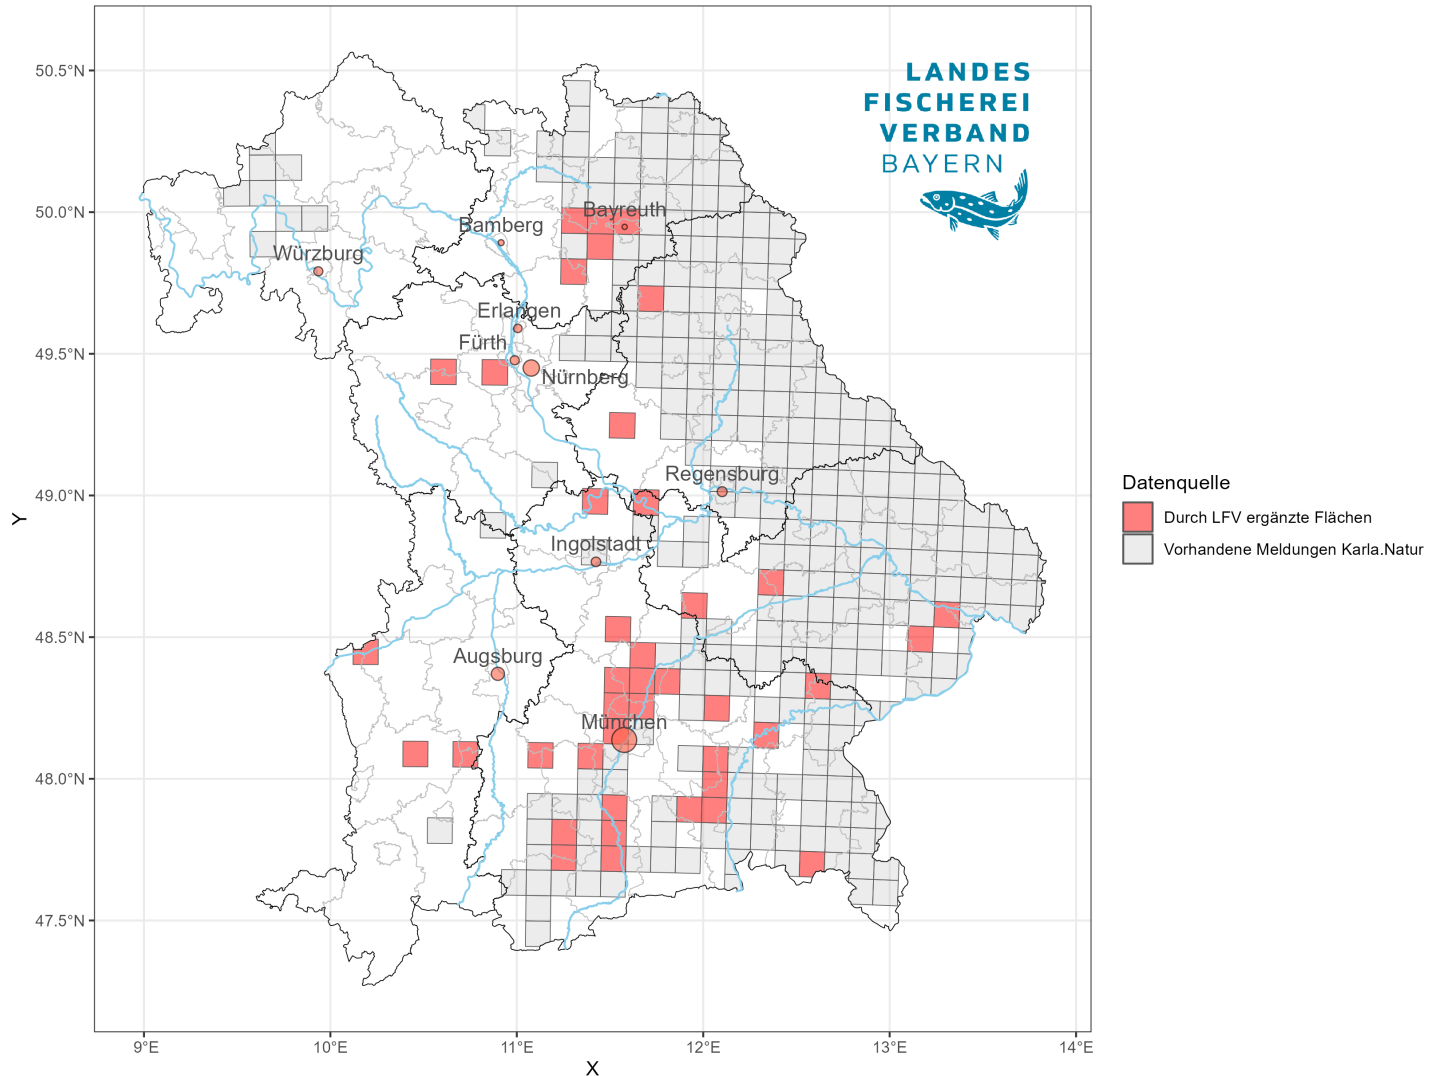 LANDES
FISCHEREI
VERBAND
BAYERN
50.5°N
50.0°N
49.5°N
49.0°N
48.5°N
48.0°N
47.5°N
Y
Bayreuth
Bamberg
Würzburg
Erlangen
Fürth
Nürnberg
Regensburg
Ingolstadt
Augsburg
München
9°E
10°E
11°E
12°E
13°E
14°E
X
Datenquelle
Durch LFV ergänzte Flächen
Vorhandene Meldungen Karla.Natur